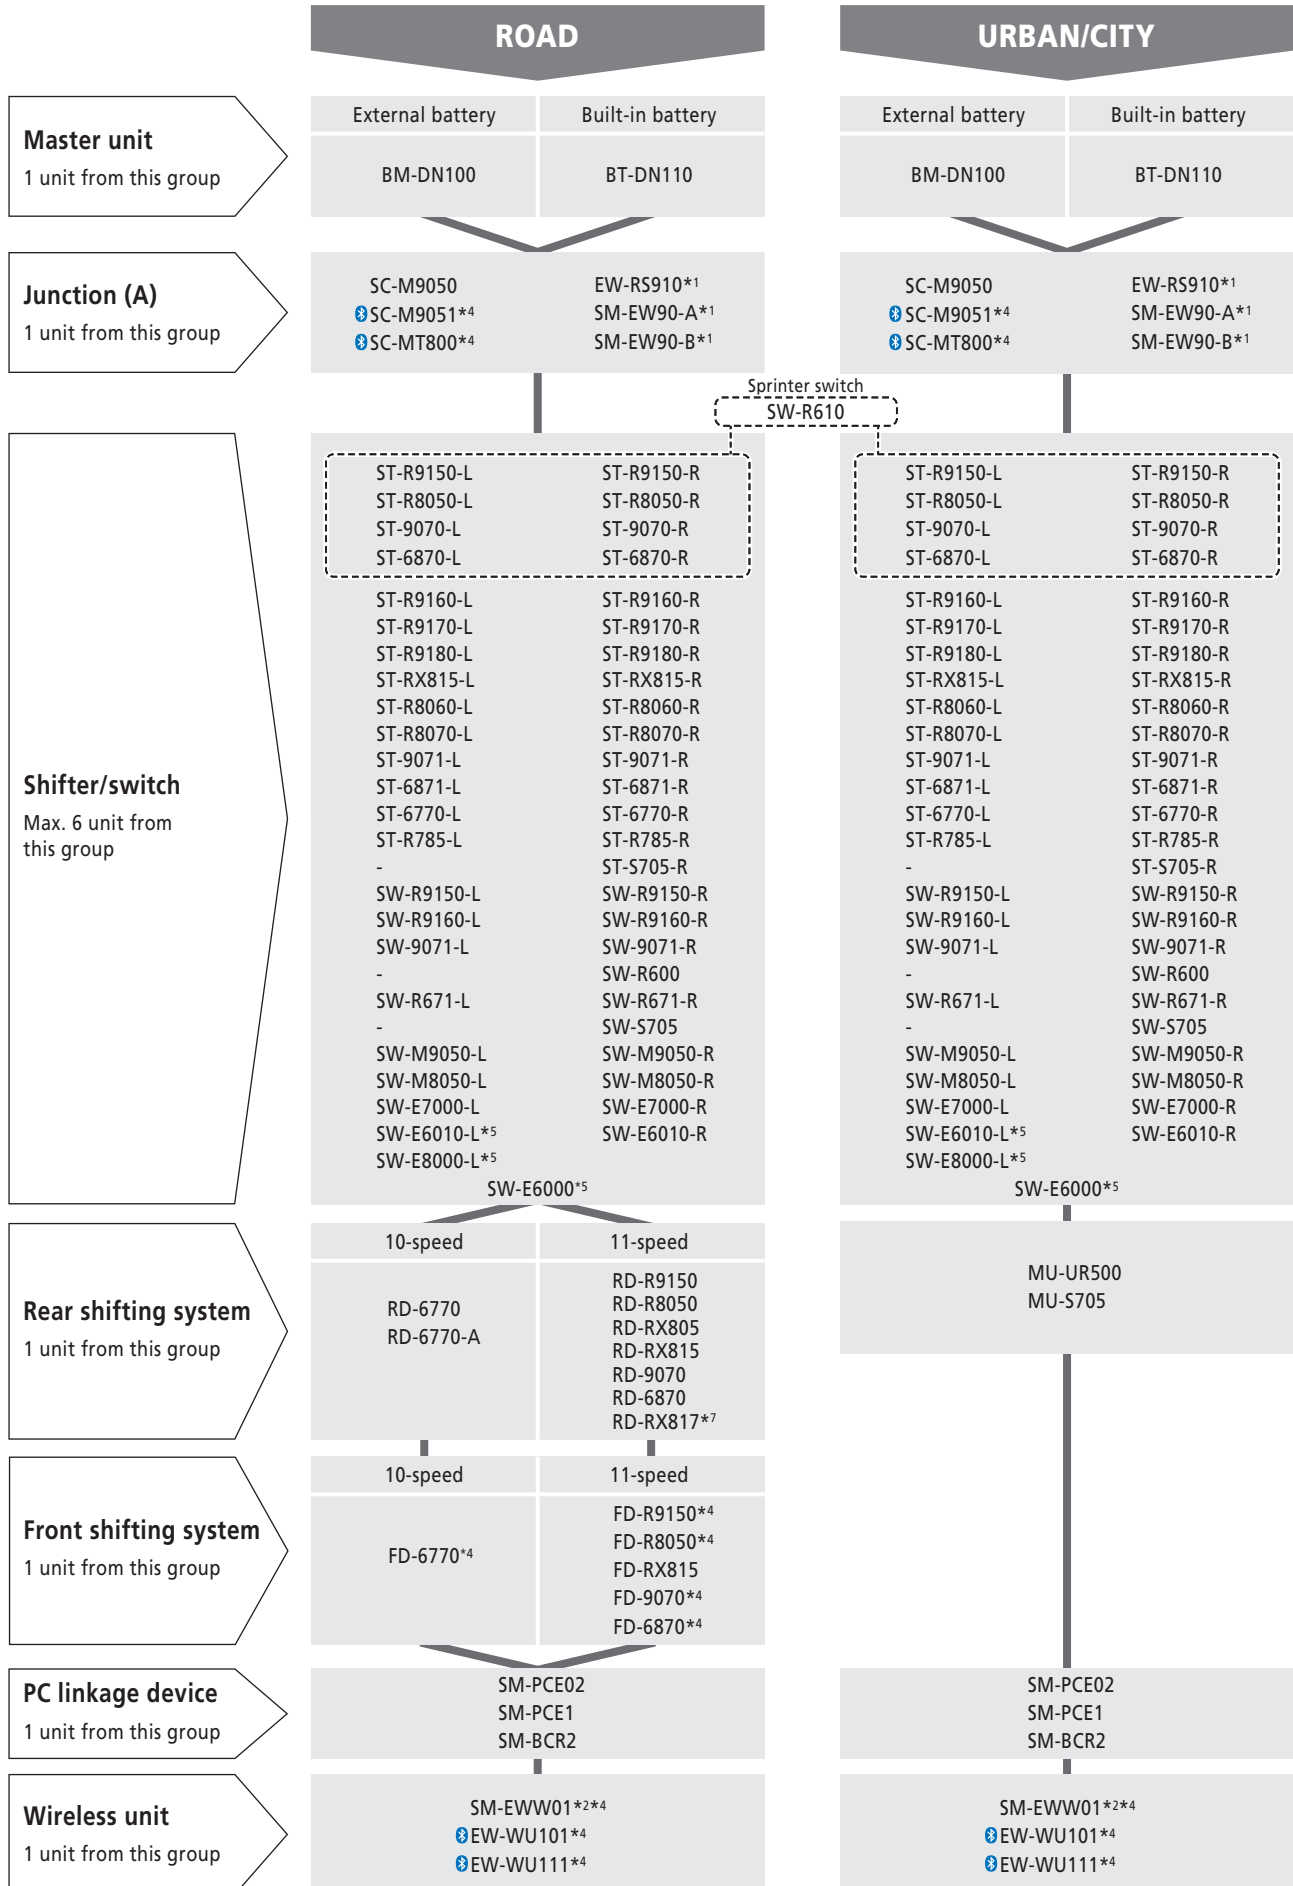 ROAD
URBAN/CITY
Master unit
1 unit from this group
External battery
Built-in battery
BM-DN100
BT-DN110
External battery
Built-in battery
BM-DN100
BT-DN110
Junction (A)
1 unit from this group
SC-M9050
EW-RS910*1
SC-M9051*4
SM-EW90-A*1
SC-MT800*4
SM-EW90-B*1
SC-M9050
EW-RS910*1
SC-M9051*4
SM-EW90-A*1
SC-MT800*4
SM-EW90-B*1
Sprinter switch
SW-R610
Shifter/switch
Max. 6 unit from
this group
ST-R9150-L
ST-R9150-R
ST-R8050-L
ST-R8050-R
ST-9070-L
ST-9070-R
ST-6870-L
ST-6870-R
ST-R9160-L
ST-R9160-R
ST-R9170-L
ST-R9170-R
ST-R9180-L
ST-R9180-R
ST-RX815-L
ST-RX815-R
ST-R8060-L
ST-R8060-R
ST-R8070-L
ST-R8070-R
ST-9071-L
ST-9071-R
ST-6871-L
ST-6871-R
ST-6770-L
ST-6770-R
ST-R785-L
ST-R785-R
-
ST-S705-R
SW-R9150-L
SW-R9150-R
SW-R9160-L
SW-R9160-R
SW-9071-L
SW-9071-R
-
SW-R600
SW-R671-L
SW-R671-R
-
SW-S705
SW-M9050-L
SW-M9050-R
SW-M8050-L
SW-M8050-R
SW-E7000-L
SW-E7000-R
SW-E6010-L*5
SW-E6010-R
SW-E8000-L*5
SW-E6000*5
ST-R9150-L
ST-R9150-R
ST-R8050-L
ST-R8050-R
ST-9070-L
ST-9070-R
ST-6870-L
ST-6870-R
ST-R9160-L
ST-R9160-R
ST-R9170-L
ST-R9170-R
ST-R9180-L
ST-R9180-R
ST-RX815-L
ST-RX815-R
ST-R8060-L
ST-R8060-R
ST-R8070-L
ST-R8070-R
ST-9071-L
ST-9071-R
ST-6871-L
ST-6871-R
ST-6770-L
ST-6770-R
ST-R785-L
ST-R785-R
-
ST-S705-R
SW-R9150-L
SW-R9150-R
SW-R9160-L
SW-R9160-R
SW-9071-L
SW-9071-R
-
SW-R600
SW-R671-L
SW-R671-R
-
SW-S705
SW-M9050-L
SW-M9050-R
SW-M8050-L
SW-M8050-R
SW-E7000-L
SW-E7000-R
SW-E6010-L*5
SW-E6010-R
SW-E8000-L*5
SW-E6000*5
Rear shifting system
1 unit from this group
10-speed
11-speed
RD-6770
RD-6770-A
RD-R9150
RD-R8050
RD-RX805
RD-RX815
RD-9070
RD-6870
RD-RX817*7
MU-UR500
MU-S705
Front shifting system
1 unit from this group
10-speed
11-speed
FD-6770*4
FD-R9150*4
FD-R8050*4
FD-RX815
FD-9070*4
FD-6870*4
PC linkage device
1 unit from this group
SM-PCE02
SM-PCE1
SM-BCR2
SM-PCE02
SM-PCE1
SM-BCR2
Wireless unit
1 unit from this group
SM-EWW01*2*4
EW-WU101*4
EW-WU111*4
SM-EWW01*2*4
EW-WU101*4
EW-WU111*4